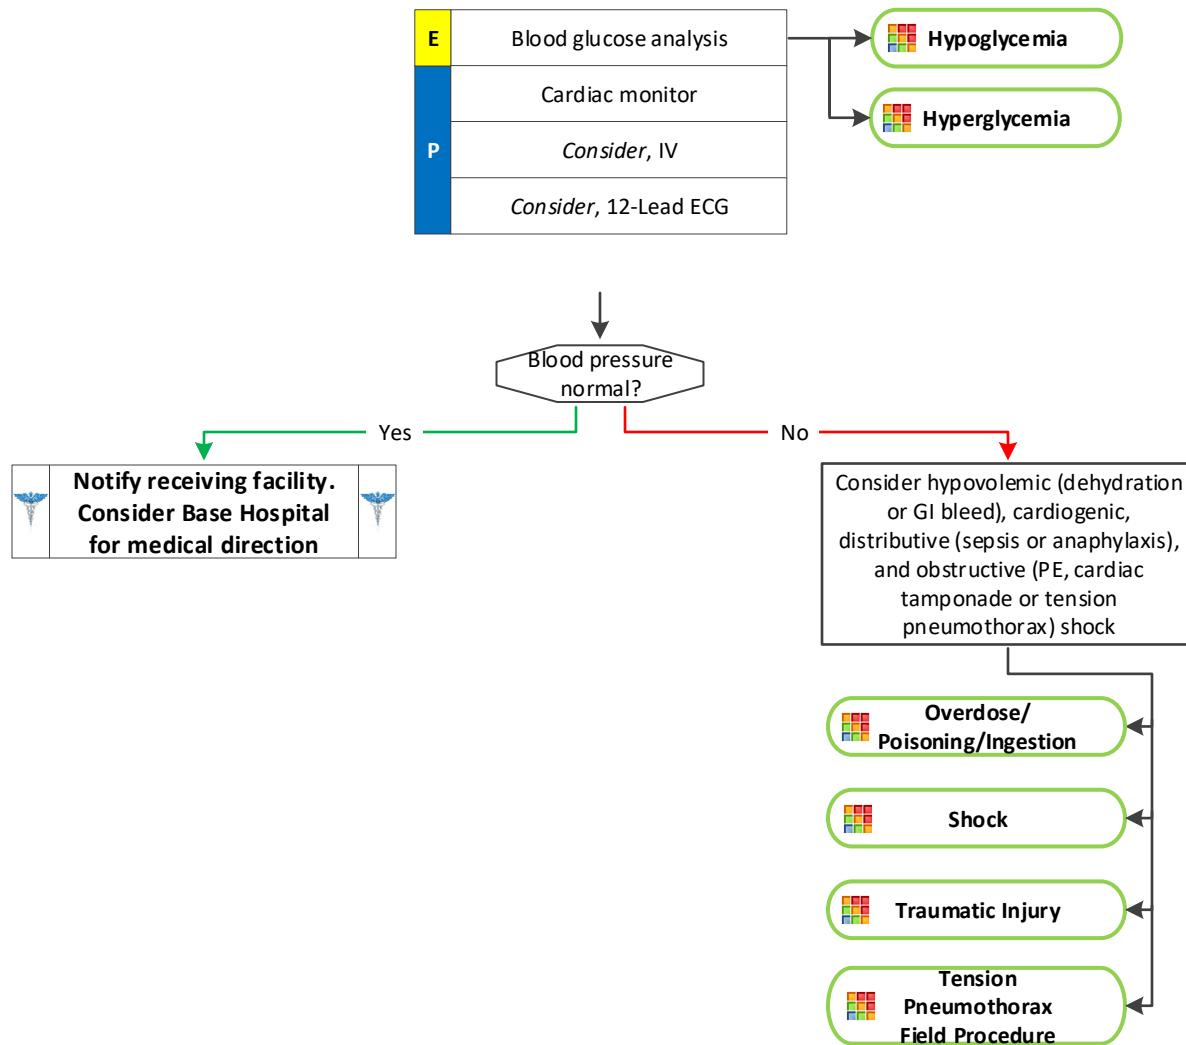 E
Blood glucose analysis
Hypoglycemia
Hyperglycemia
Cardiac monitor
P
Consider, IV
Consider, 12-Lead ECG
Blood pressure
normal?
Yes
No
Notify receiving facility.
Consider Base Hospital
for medical direction
Consider hypovolemic (dehydration
or GI bleed), cardiogenic,
distributive (sepsis or anaphylaxis),
and obstructive (PE, cardiac
tamponade or tension
pneumothorax) shock
Overdose/
Poisoning/Ingestion
Shock
Traumatic Injury
Tension
Pneumothorax
Field Procedure